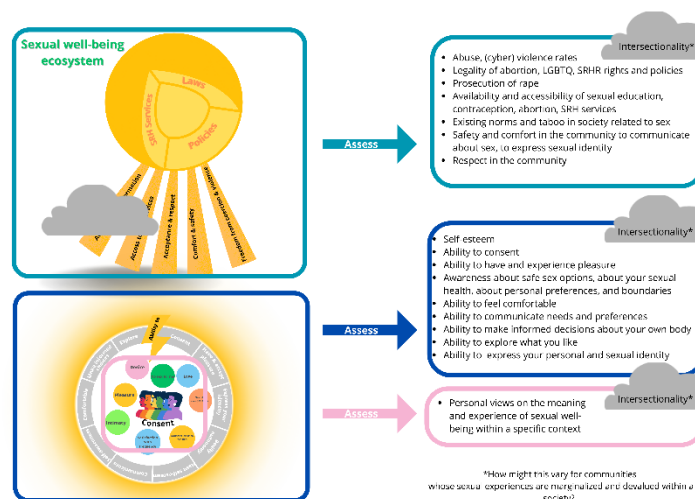 Sexual well-being
ecosystem
Laws
SRH Services
Policies
Acceptance & respect
Comfort & safety
Freedom from coercion & violence
Assess
Intersectionality*
• Abuse, (cyber) violence rates
• Legality of abortion, LGBTQ, SRHR rights and policies
• Prosecution of rape
• Availability and accessibility of sexual education,
contraception, abortion, SRH services
• Existing norms and taboo in society related to sex
• Safety and comfort in the community to communicate
about sex, to express sexual identity
• Respect in the community
Ability to
Explore
Consent
Pleasure
Intimacy
Love
Consent
Assess
Intersectionality*
• Self esteem
• Ability to consent
• Ability to have and experience pleasure
• Awareness about safe sex options, about your sexual
health, about personal preferences, and boundaries
• Ability to feel comfortable
• Ability to communicate needs and preferences
• Ability to make informed decisions about your own body
• Ability to explore what you like
• Ability to express your personal and sexual identity
Assess
Intersectionality*
• Personal views on the meaning
and experience of sexual well-
being within a specific context
*How might this vary for communities
whose sexual experiences are marginalized and devalued within a
society?